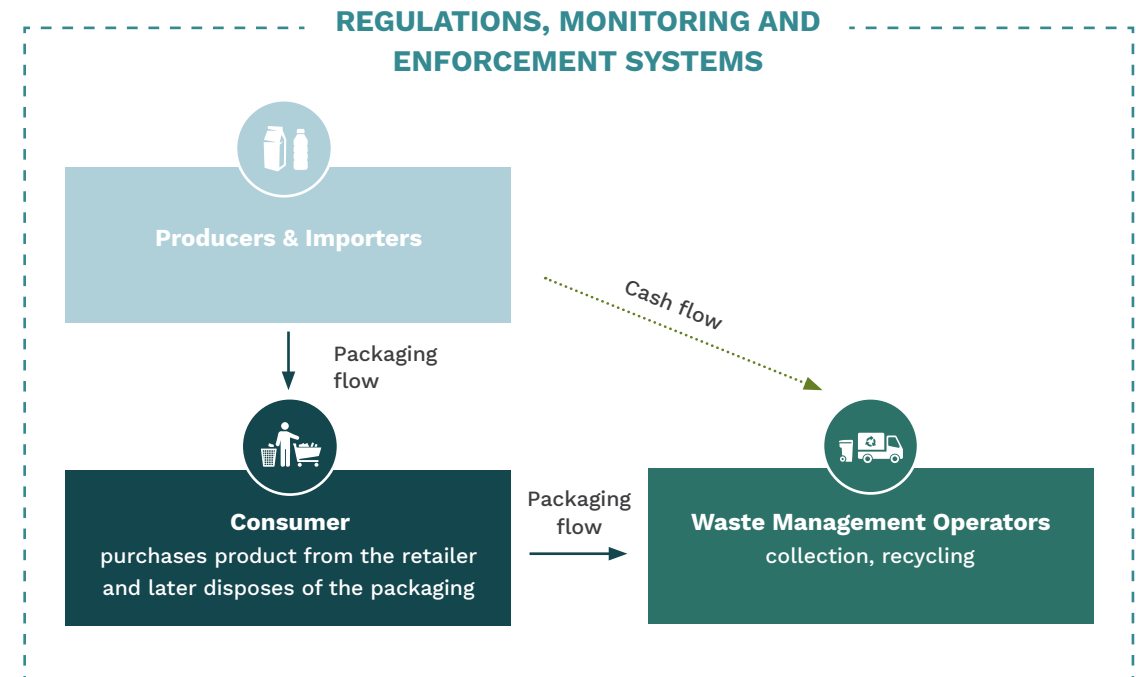 REGULATIONS, MONITORING AND
ENFORCEMENT SYSTEMS
Producers & Importers
Cash flow
Packaging
flow
Consumer
purchases product from the retailer
and later disposes of the packaging
Packaging
flow
Waste Management Operators
collection, recycling